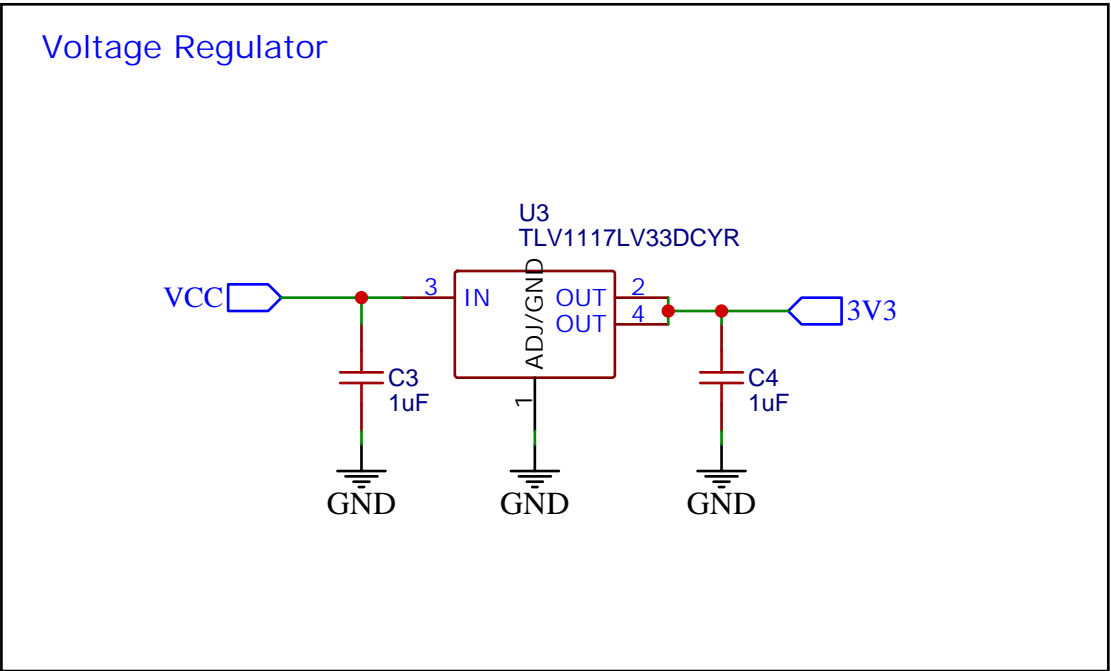 Voltage Regulator
U3
TLV1117LV33DCYR
VCC
3
IN
ADJ/GND
OUT
2
OUT
4
3V3
1
C3
1uF
C4
1uF
GND
GND
GND